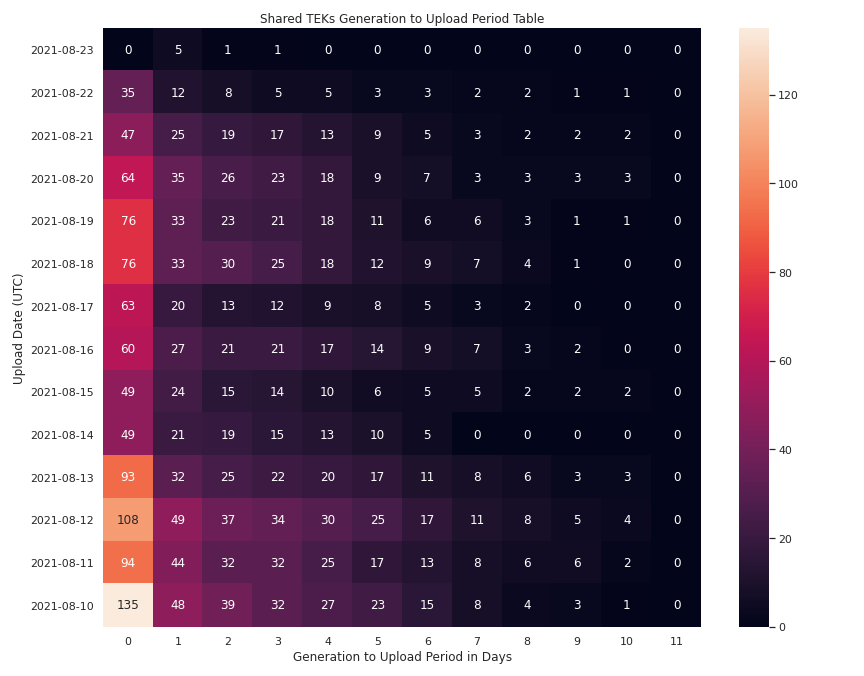 Shared TEKs Generation to Upload Period Table
Upload Date (UTC)
2021-08-23 0 5 1 1 0 0 0 0 0 0 0 0
2021-08-22 35 12 8 5 5 3 3 2 2 1 1 0
2021-08-21 47 25 19 17 13 9 5 3 2 2 2 0
2021-08-20 64 35 26 23 18 9 7 3 3 3 3 0
2021-08-19 76 33 23 21 18 11 6 6 3 1 1 0
2021-08-18 76 33 30 25 18 12 9 7 4 1 0 0
2021-08-17 63 20 13 12 9 8 5 3 2 0 0 0
2021-08-16 60 27 21 21 17 14 9 7 3 2 0 0
2021-08-15 49 24 15 14 10 6 5 5 2 2 2 0
2021-08-14 49 21 19 15 13 10 5 0 0 0 0 0
2021-08-13 93 32 25 22 20 17 11 8 6 3 3 0
2021-08-12 108 49 37 34 30 25 17 11 8 5 4 0
2021-08-11 94 44 32 32 25 17 13 8 6 6 2 0
2021-08-10 135 48 39 32 27 23 15 8 4 3 1 0
0 1 2 3 4 5 6 7 8 9 10 11
Generation to Upload Period in Days
120
100
80
60
40
20
0